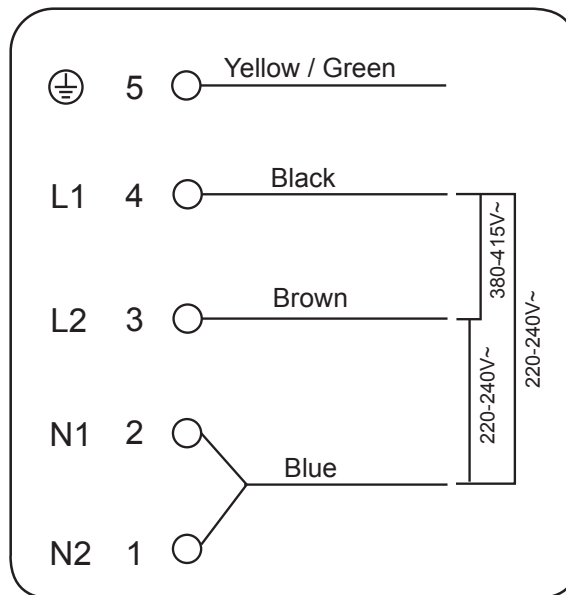 5 Yellow / Green
L1 4 Black
L2 3 Brown
N1 2
Blue
N2 1
380-415V~
220-240V~
220-240V~